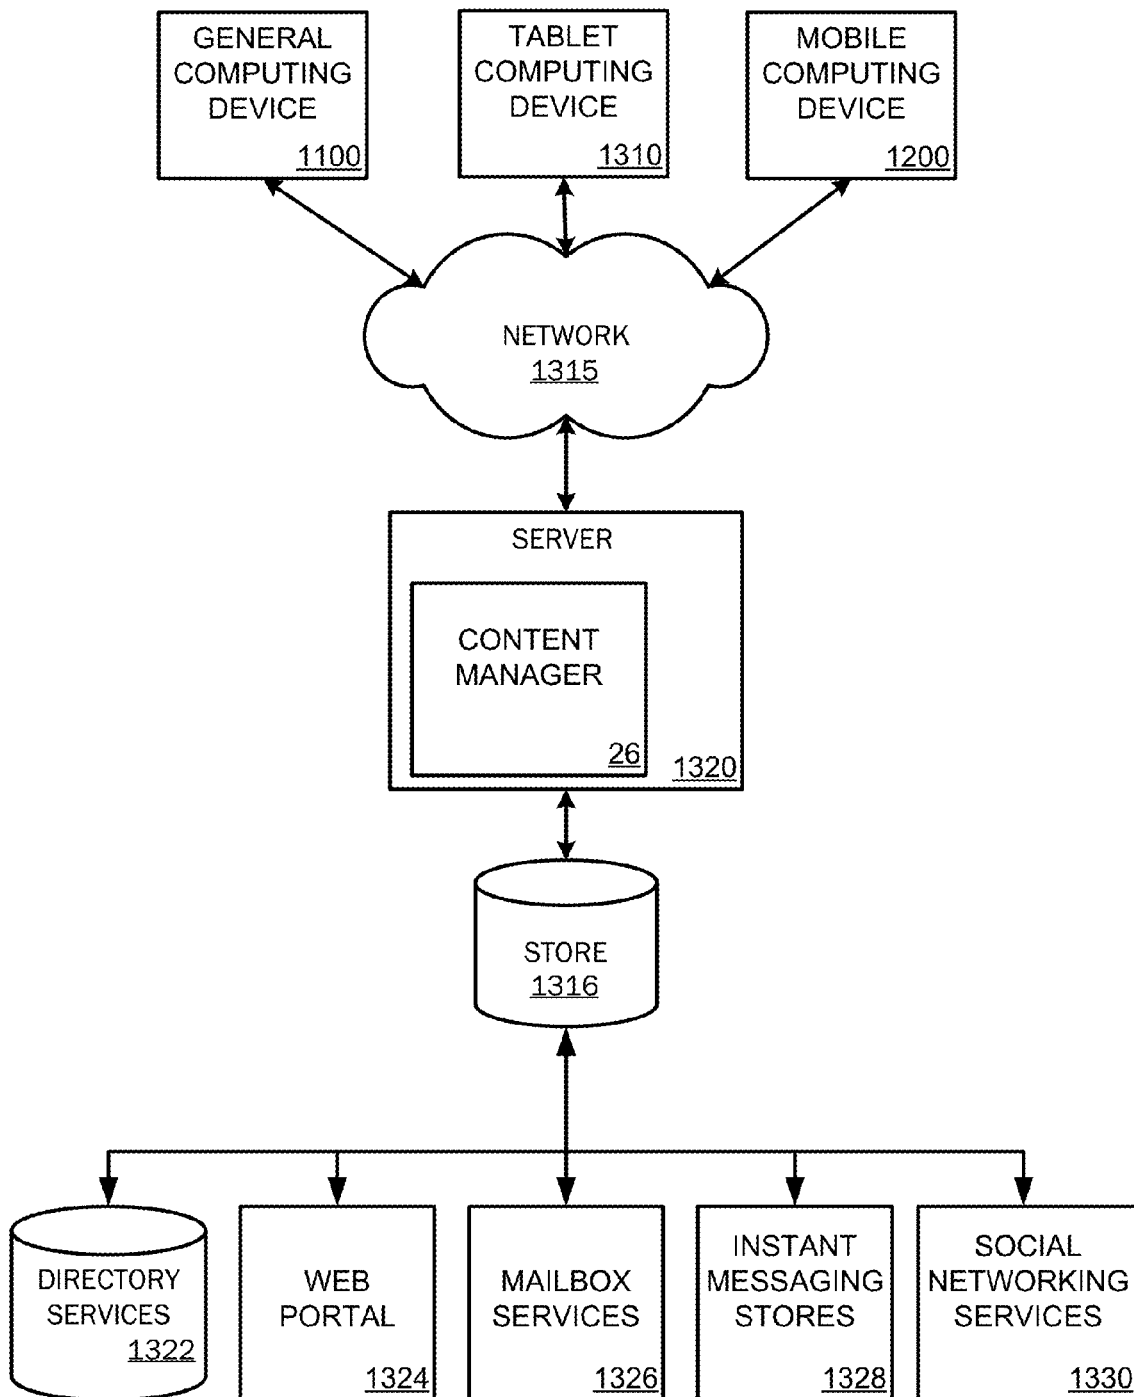 GENERAL
COMPUTING
DEVICE
1100
TABLET
COMPUTING
DEVICE
1310
MOBILE
COMPUTING
DEVICE
1200
NETWORK
1315
SERVER
CONTENT
MANAGER
26
1320
STORE
1316
DIRECTORY
SERVICES
1322
WEB
PORTAL
1324
MAILBOX
SERVICES
1326
INSTANT
MESSAGING
STORES
1328
SOCIAL
NETWORKING
SERVICES
1330